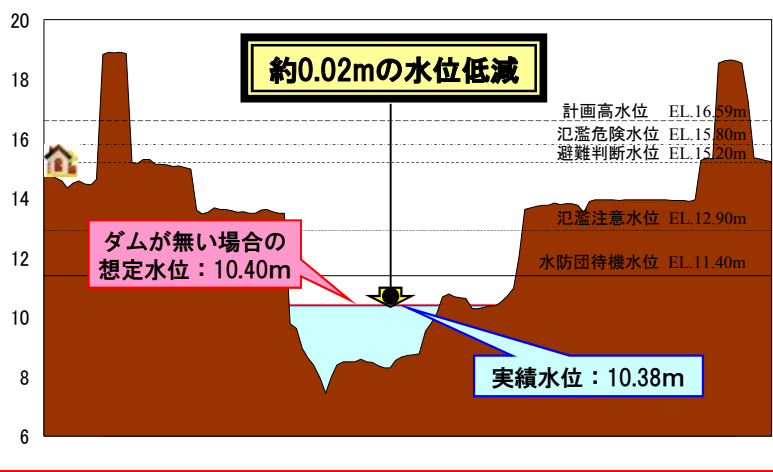 20
18
16
14
12
10
8
6
約0.02mの水位低減
計画高水位 EL.16.59m
氾濫危険水位 EL.15.80m
避難判断水位 EL.15.20m
氾濫注意水位 EL.12.90m
水防団待機水位 EL.11.40m
ダムが無い場合の
想定水位：10.40m
実績水位：10.38m